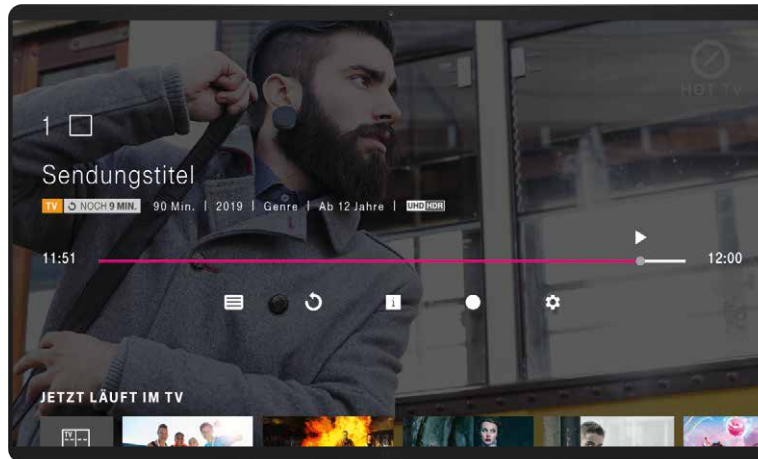 HOT TV
1
Sendungstitel
TV NOCH 9 MIN. 90 Min. | 2019 | Genre | Ab 12 Jahre | UHD HDR
11:51 12:00
i
JETZT LÄUFT IM TV
TV